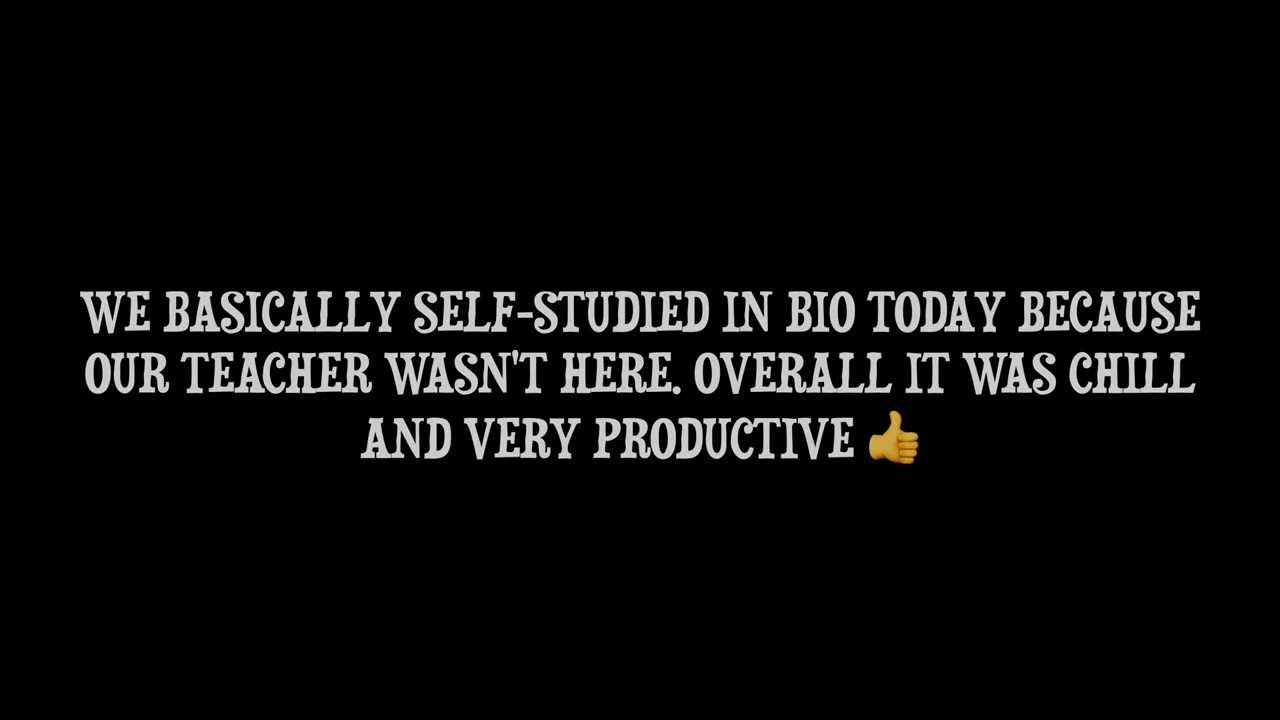 WE BASICALLY SELF-STUDIED IN BIO TODAY BECAUSE
OUR TEACHER WASN'T HERE. OVERALL IT WAS CHILL
AND VERY PRODUCTIVE 👍